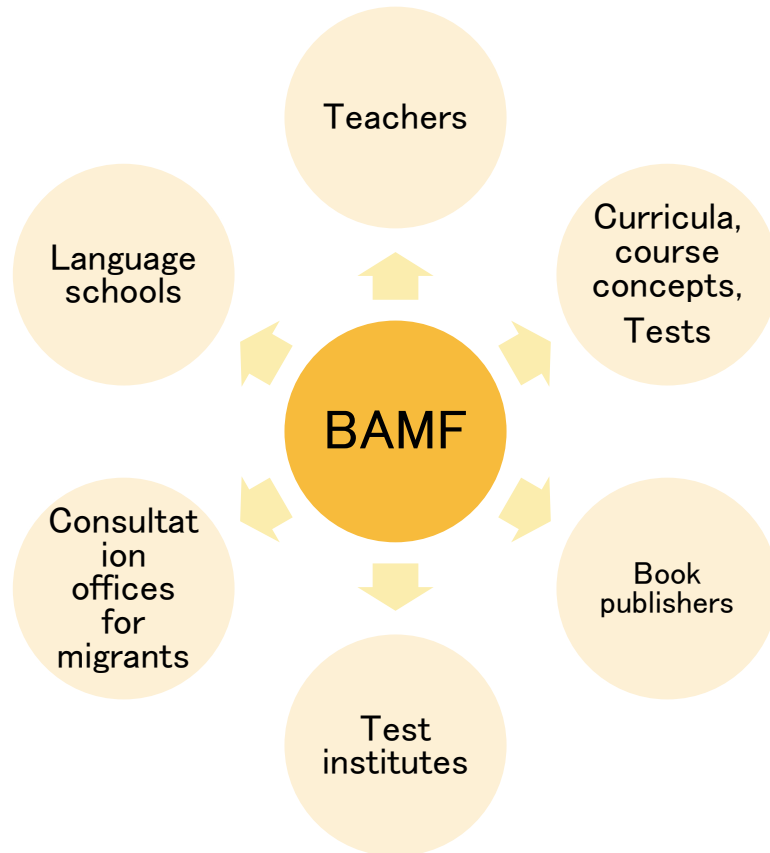 Teachers
Curricula,
course
concepts,
Tests
Language
schools
BAMF
Consultat
ion
offices
for
migrants
Book
publishers
Test
institutes